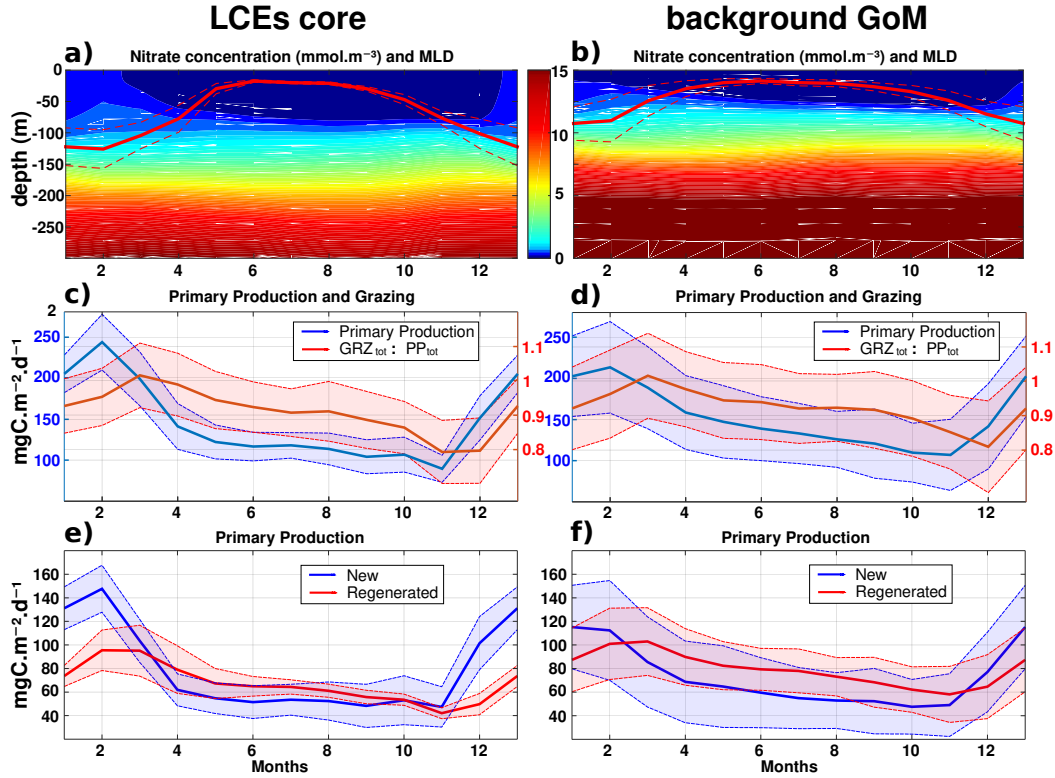 LCEs core background GoM
a) b)
Nitrate concentration (mmol.m⁻³) and MLD Nitrate concentration (mmol.m⁻³) and MLD
0 15
-50
-100 10
-150
-200 5
-250
0
depth (m)
2 4 6 8 10 12 2 4 6 8 10 12
c) d)
Primary Production and Grazing Primary Production and Grazing
2
250 Primary Production 1.1 250 Primary Production 1.1
GRZtot : PPtot GRZtot : PPtot
200 1 200 1
150 0.9 150 0.9
100 0.8 100 0.8
mgC.m⁻².d⁻¹
2 4 6 8 10 12 2 4 6 8 10 12
e) f)
Primary Production Primary Production
160 New 160 New
140 Regenerated 140 Regenerated
120 120
100 100
80 80
60 60
40 40
mgC.m⁻².d⁻¹
2 4 6 8 10 12 2 4 6 8 10 12
Months Months